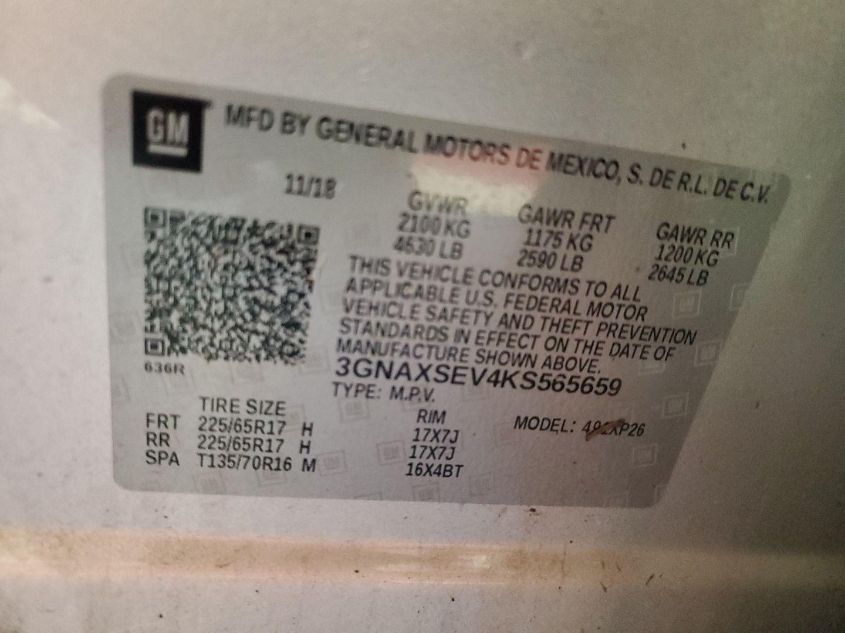 GM
MFD BY GENERAL MOTORS DE MEXICO, S. DE R.L. DE C.V.
11/18
GVWR GAWR FRT GAWR RR
2100 KG 1175 KG 1200 KG
4630 LB 2590 LB 2645 LB
THIS VEHICLE CONFORMS TO ALL
APPLICABLE U.S. FEDERAL MOTOR
VEHICLE SAFETY AND THEFT PREVENTION
STANDARDS IN EFFECT ON THE DATE OF
MANUFACTURE SHOWN ABOVE.
636R
3GNAXSEV4KS565659
TYPE: M.P.V.
TIRE SIZE RIM MODEL:
FRT 225/65R17 H 17X7J
RR 225/65R17 H 17X7J
SPA T135/70R16 M 16X4BT